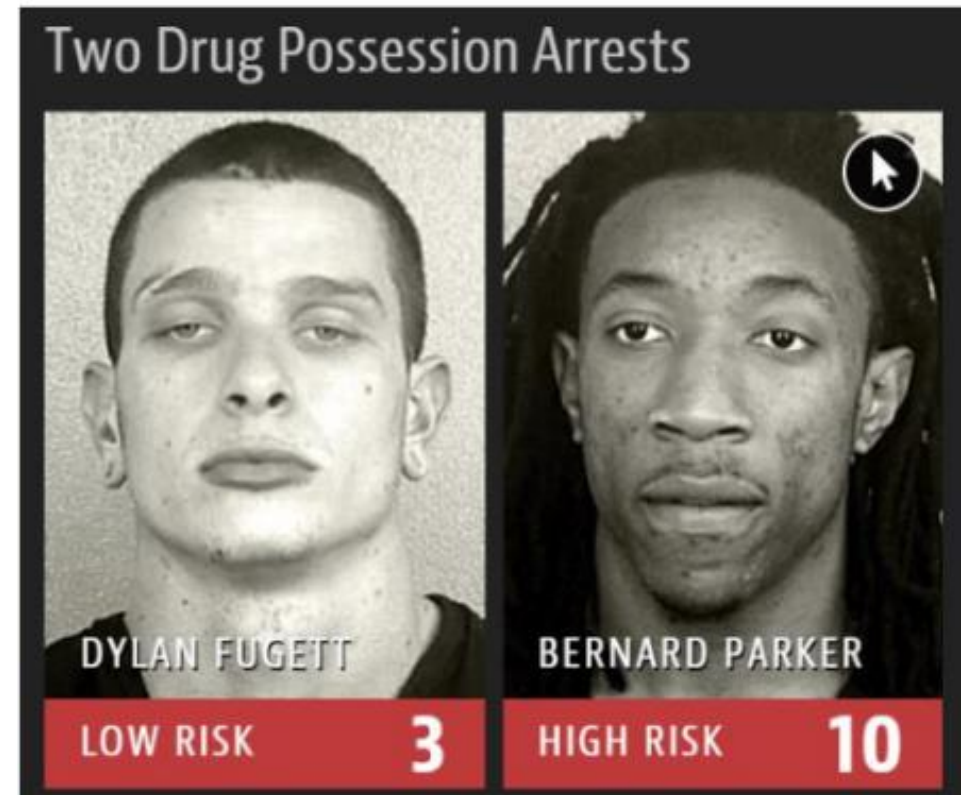 Two Drug Possession Arrests
DYLAN FUGETT
LOW RISK 3
BERNARD PARKER
HIGH RISK 10